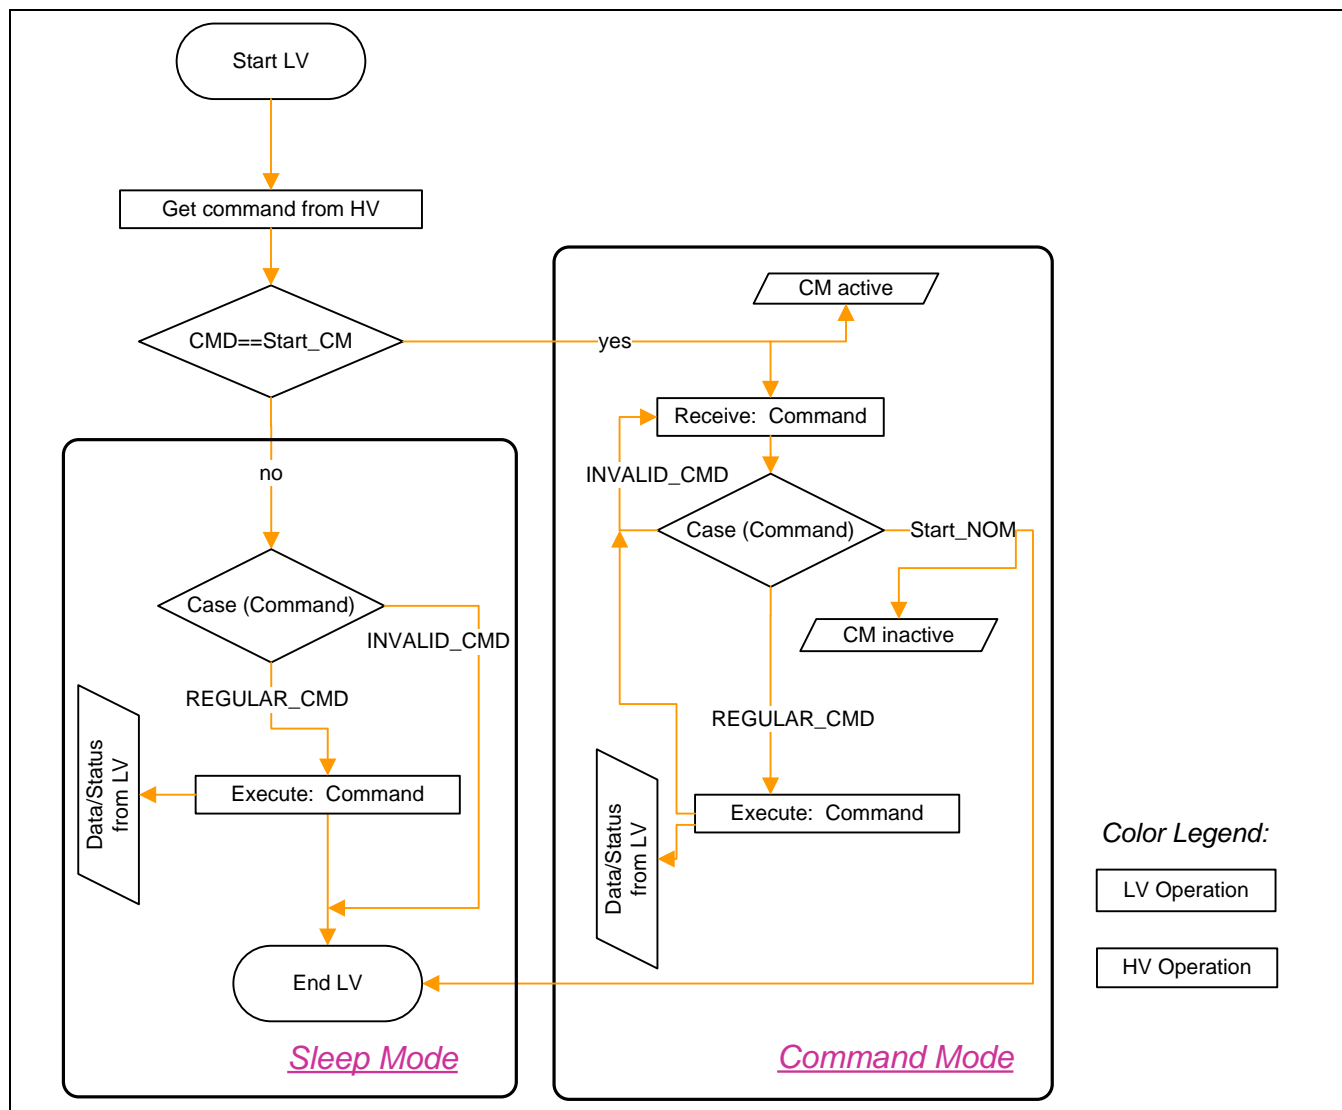 Start LV
Get command from HV
CMD==Start_CM
yes
no
CM active
Receive: Command
INVALID_CMD
Case (Command)
Start_NOM
CM inactive
REGULAR_CMD
Execute: Command
Data/Status
from LV
Command Mode
Case (Command)
INVALID_CMD
REGULAR_CMD
Execute: Command
Data/Status
from LV
End LV
Sleep Mode
Color Legend:
LV Operation
HV Operation